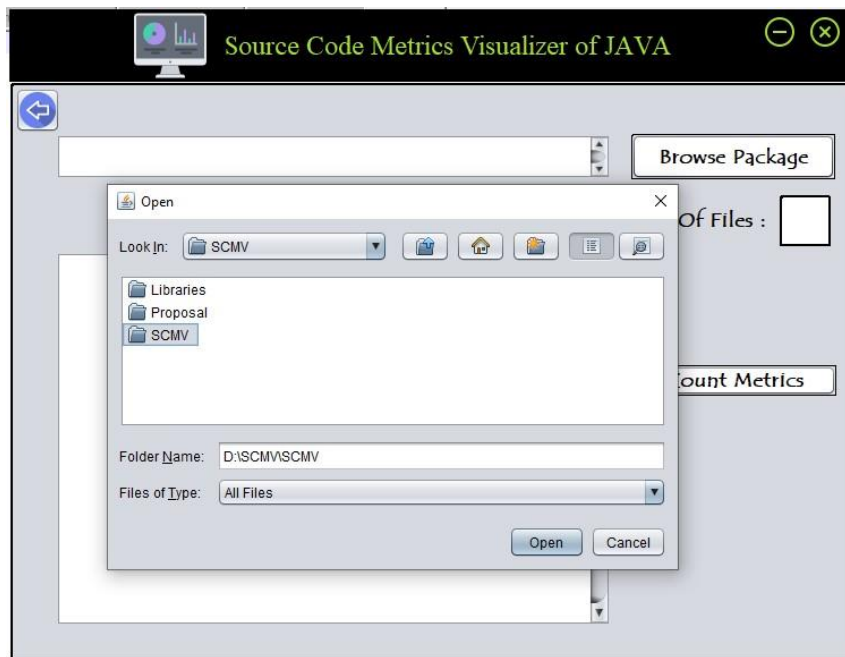 Source Code Metrics Visualizer of JAVA
Browse Package
Open
Of Files :
Look In: SCMV
Libraries
Proposal
SCMV
ount Metrics
Folder Name: D:\SCMV\SCMV
Files of Type: All Files
Open Cancel